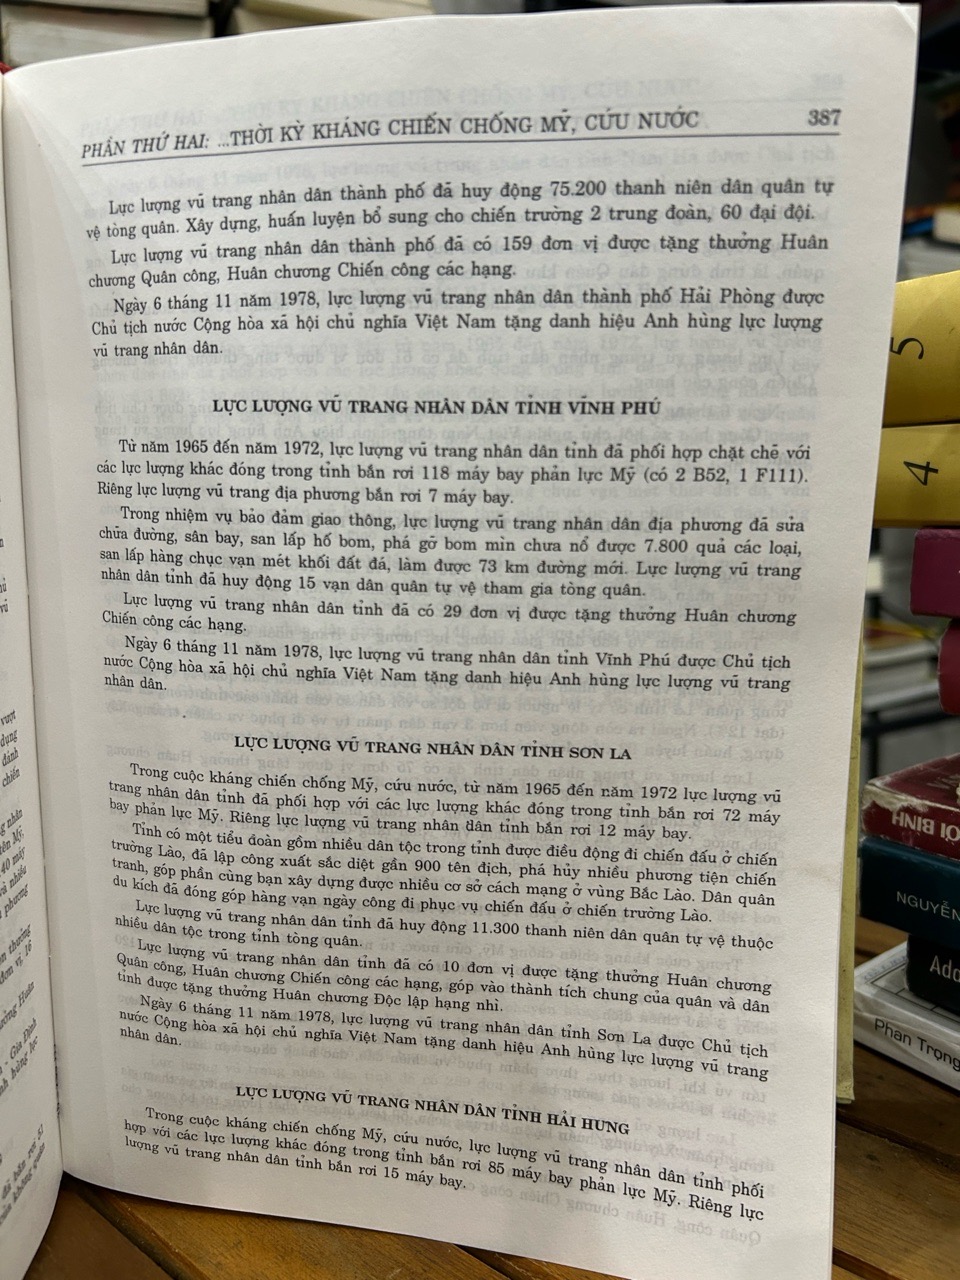 PHẦN THỨ HAI: ...THỜI KỲ KHÁNG CHIẾN CHỐNG MỸ, CỨU NƯỚC
387
Lực lượng vũ trang nhân dân thành phố đã huy động 75.200 thanh niên dân quân tự
vệ tòng quân. Xây dựng, huấn luyện bổ sung cho chiến trường 2 trung đoàn, 60 đại đội.
Lực lượng vũ trang nhân dân thành phố đã có 159 đơn vị được tặng thưởng Huân
chương Quân công, Huân chương Chiến công các hạng.
Ngày 6 tháng 11 năm 1978, lực lượng vũ trang nhân dân thành phố Hải Phòng được
Chủ tịch nước Cộng hòa xã hội chủ nghĩa Việt Nam tặng danh hiệu Anh hùng lực lượng
vũ trang nhân dân.
LỰC LƯỢNG VŨ TRANG NHÂN DÂN TỈNH VĨNH PHÚ
Từ năm 1965 đến năm 1972, lực lượng vũ trang nhân dân tỉnh đã phối hợp chặt chẽ với
các lực lượng khác đóng trong tỉnh bắn rơi 118 máy bay phản lực Mỹ (có 2 B52, 1 F111).
Riêng lực lượng vũ trang địa phương bắn rơi 7 máy bay.
Trong nhiệm vụ bảo đảm giao thông, lực lượng vũ trang nhân dân địa phương đã sửa
chữa đường, sân bay, san lấp hố bom, phá gỡ bom mìn chưa nổ được 7.800 quả các loại,
san lấp hàng chục vạn mét khối đất đá, làm được 73 km đường mới. Lực lượng vũ trang
nhân dân tỉnh đã huy động 15 vạn dân quân tự vệ tham gia tòng quân.
Lực lượng vũ trang nhân dân tỉnh đã có 29 đơn vị được tặng thưởng Huân chương
Chiến công các hạng.
Ngày 6 tháng 11 năm 1978, lực lượng vũ trang nhân dân tỉnh Vĩnh Phú được Chủ tịch
nước Cộng hòa xã hội chủ nghĩa Việt Nam tặng danh hiệu Anh hùng lực lượng vũ trang
nhân dân.
LỰC LƯỢNG VŨ TRANG NHÂN DÂN TỈNH SƠN LA
Trong cuộc kháng chiến chống Mỹ, cứu nước, từ năm 1965 đến năm 1972 lực lượng vũ
trang nhân dân tỉnh đã phối hợp với các lực lượng khác đóng trong tỉnh bắn rơi 72 máy
bay phản lực Mỹ. Riêng lực lượng vũ trang nhân dân tỉnh bắn rơi 12 máy bay.
Tỉnh có một tiểu đoàn gồm nhiều dân tộc trong tỉnh được điều động đi chiến đấu ở chiến
trường Lào, đã lập công xuất sắc diệt gần 900 tên địch, phá hủy nhiều phương tiện chiến
tranh, góp phần cùng bạn xây dựng được nhiều cơ sở cách mạng ở vùng Bắc Lào. Dân quân
du kích đã đóng góp hàng vạn ngày công đi phục vụ chiến đấu ở chiến trường Lào.
Lực lượng vũ trang nhân dân tỉnh đã huy động 11.300 thanh niên dân quân tự vệ thuộc
nhiều dân tộc trong tỉnh tòng quân.
Lực lượng vũ trang nhân dân tỉnh đã có 10 đơn vị được tặng thưởng Huân chương
Quân công, Huân chương Chiến công các hạng, góp vào thành tích chung của quân và dân
tỉnh được tặng thưởng Huân chương Độc lập hạng nhì.
Ngày 6 tháng 11 năm 1978, lực lượng vũ trang nhân dân tỉnh Sơn La được Chủ tịch
nước Cộng hòa xã hội chủ nghĩa Việt Nam tặng danh hiệu Anh hùng lực lượng vũ trang
nhân dân.
LỰC LƯỢNG VŨ TRANG NHÂN DÂN TỈNH HẢI HƯNG
Trong cuộc kháng chiến chống Mỹ, cứu nước, lực lượng vũ trang nhân dân tỉnh phối
hợp với các lực lượng khác đóng trong tỉnh bắn rơi 85 máy bay phản lực Mỹ. Riêng lực
lượng vũ trang nhân dân tỉnh bắn rơi 15 máy bay.
vượt
dụng
đánh
chiến
5
4
BINH
NGUYỄN
Phan Trọng